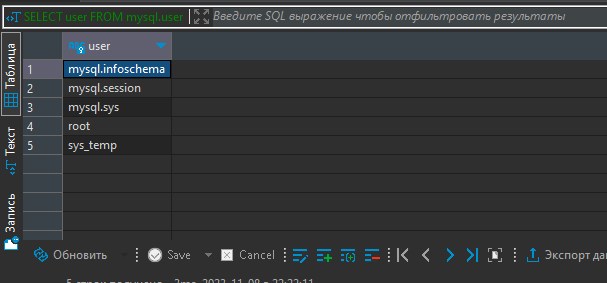 SELECT user FROM mysql.user
Введите SQL выражение чтобы отфильтровать результаты
Таблица
Текст
Запись
user
1 mysql.infoschema
2 mysql.session
3 mysql.sys
4 root
5 sys_temp
Обновить
Save
Cancel
Экспорт да